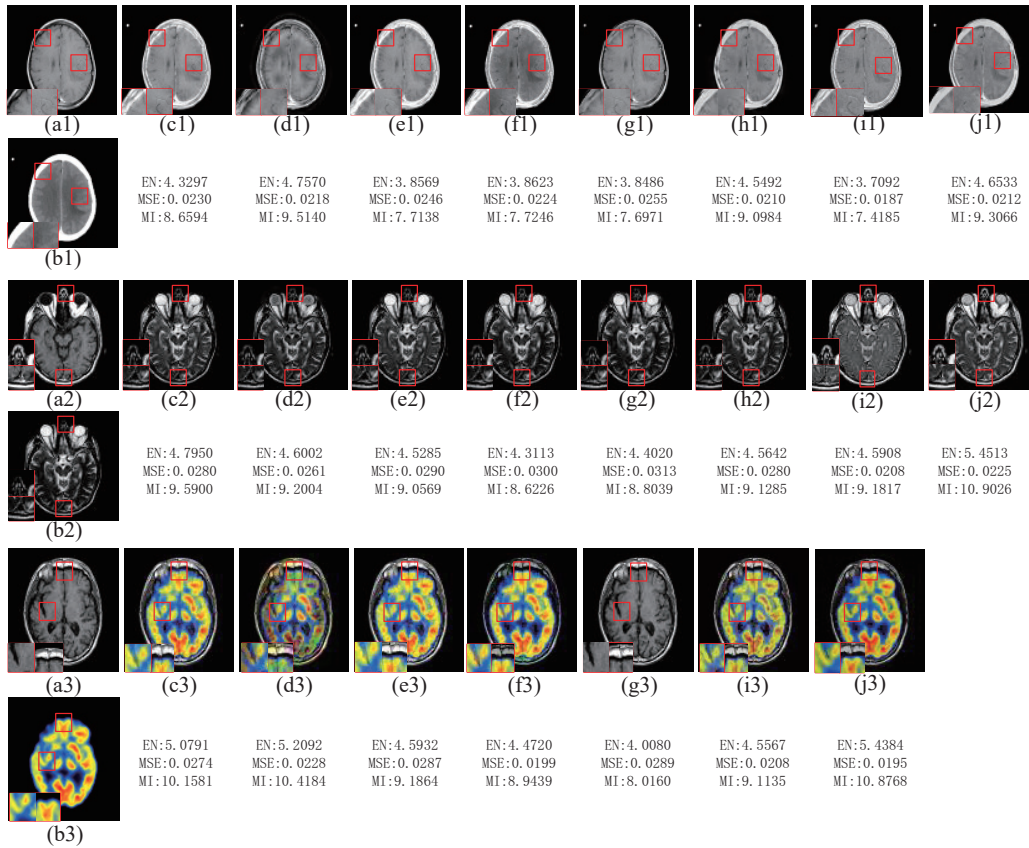 (a1) (c1) (d1) (e1) (f1) (g1) (h1) (i1) (j1)
EN:4.3297 EN:4.7570 EN:3.8569 EN:3.8623 EN:3.8486 EN:4.5492 EN:3.7092 EN:4.6533
MSE:0.0230 MSE:0.0218 MSE:0.0246 MSE:0.0224 MSE:0.0255 MSE:0.0210 MSE:0.0187 MSE:0.0212
MI:8.6594 MI:9.5140 MI:7.7138 MI:7.7246 MI:7.6971 MI:9.0984 MI:7.4185 MI:9.3066
(b1)
(a2) (c2) (d2) (e2) (f2) (g2) (h2) (i2) (j2)
EN:4.7950 EN:4.6002 EN:4.5285 EN:4.3113 EN:4.4020 EN:4.5642 EN:4.5908 EN:5.4513
MSE:0.0280 MSE:0.0261 MSE:0.0290 MSE:0.0300 MSE:0.0313 MSE:0.0280 MSE:0.0208 MSE:0.0225
MI:9.5900 MI:9.2004 MI:9.0569 MI:8.6226 MI:8.8039 MI:9.1285 MI:9.1817 MI:10.9026
(b2)
(a3) (c3) (d3) (e3) (f3) (g3) (i3) (j3)
EN:5.0791 EN:5.2092 EN:4.5932 EN:4.4720 EN:4.0080 EN:4.5567 EN:5.4384
MSE:0.0274 MSE:0.0228 MSE:0.0287 MSE:0.0199 MSE:0.0289 MSE:0.0208 MSE:0.0195
MI:10.1581 MI:10.4184 MI:9.1864 MI:8.9439 MI:8.0160 MI:9.1135 MI:10.8768
(b3)